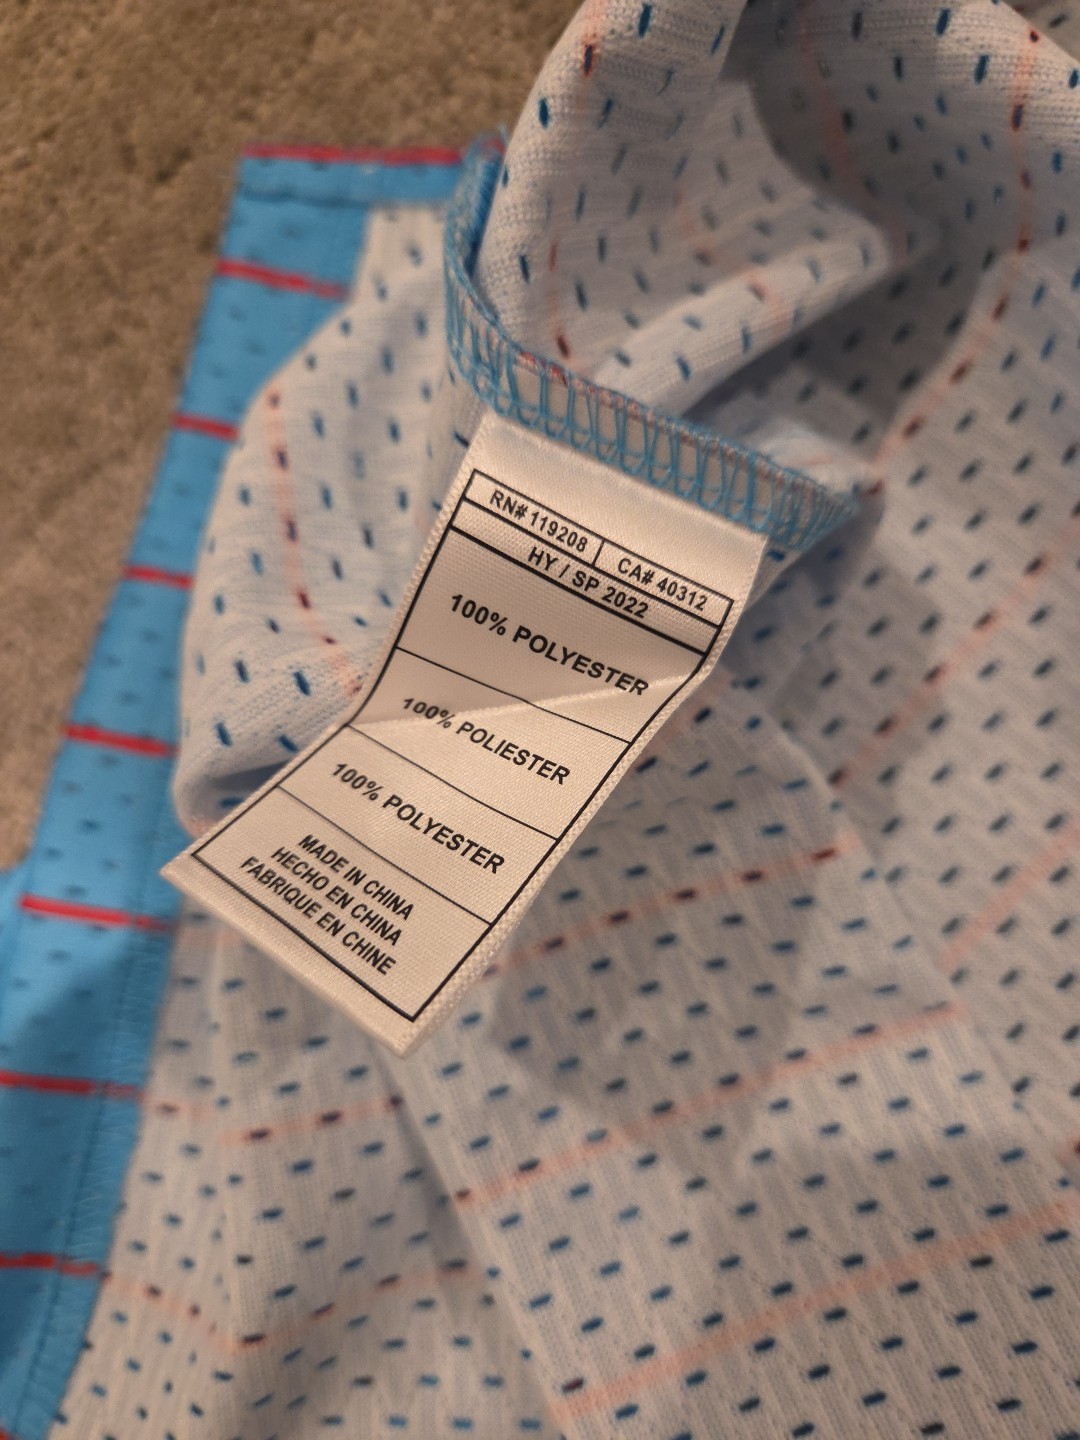 RN# 119208 CA# 40312
HY / SP 2022
100% POLYESTER
100% POLIESTER
100% POLYESTER
MADE IN CHINA
HECHO EN CHINA
FABRIQUE EN CHINE